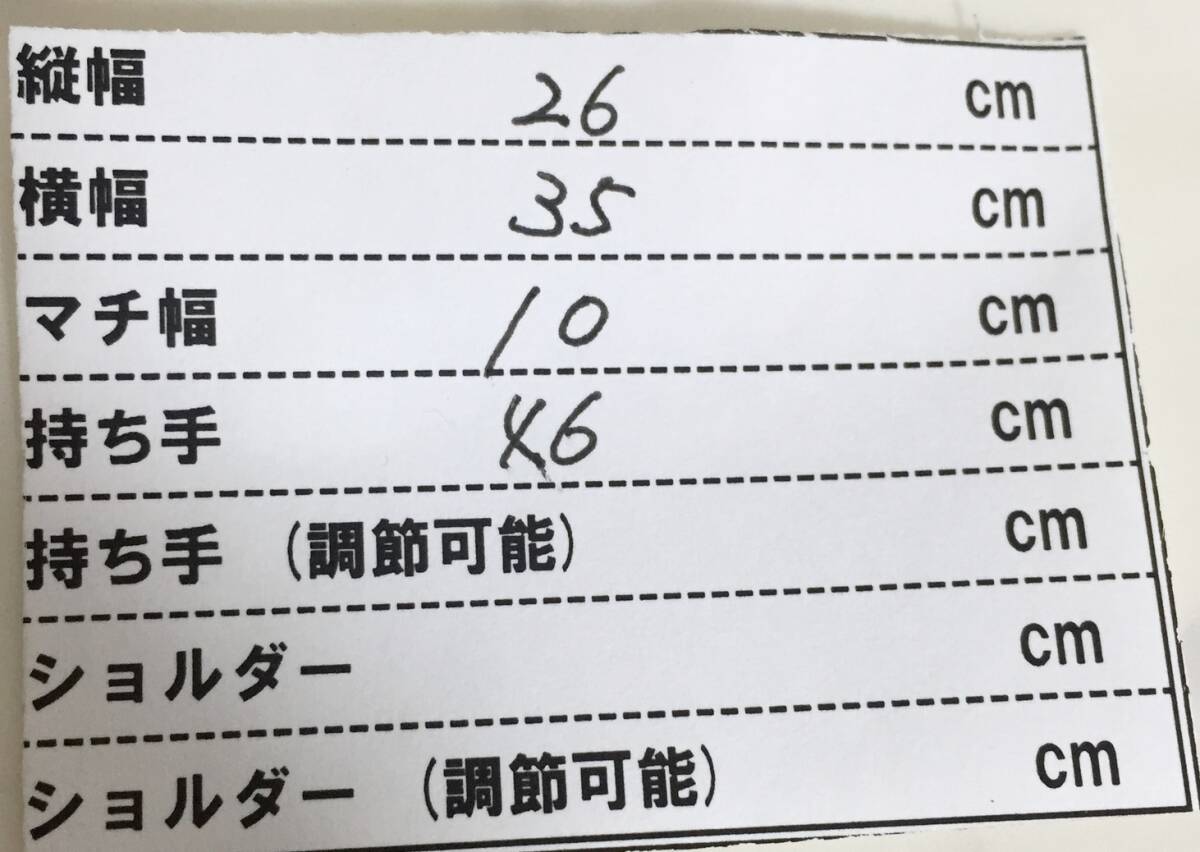 縦幅 26 cm
横幅 35 cm
マチ幅 10 cm
持ち手 46 cm
持ち手 (調節可能) cm
ショルダー cm
ショルダー (調節可能) cm